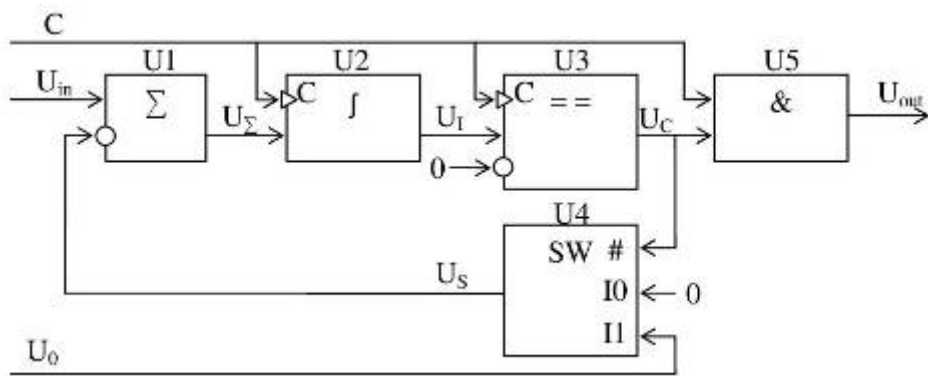 C
U1 U2 U3 U5
U_in Σ U_Σ C ∫ U_I C == U_C & U_out
0
U4
SW #
U_S I0 0
I1
U_0